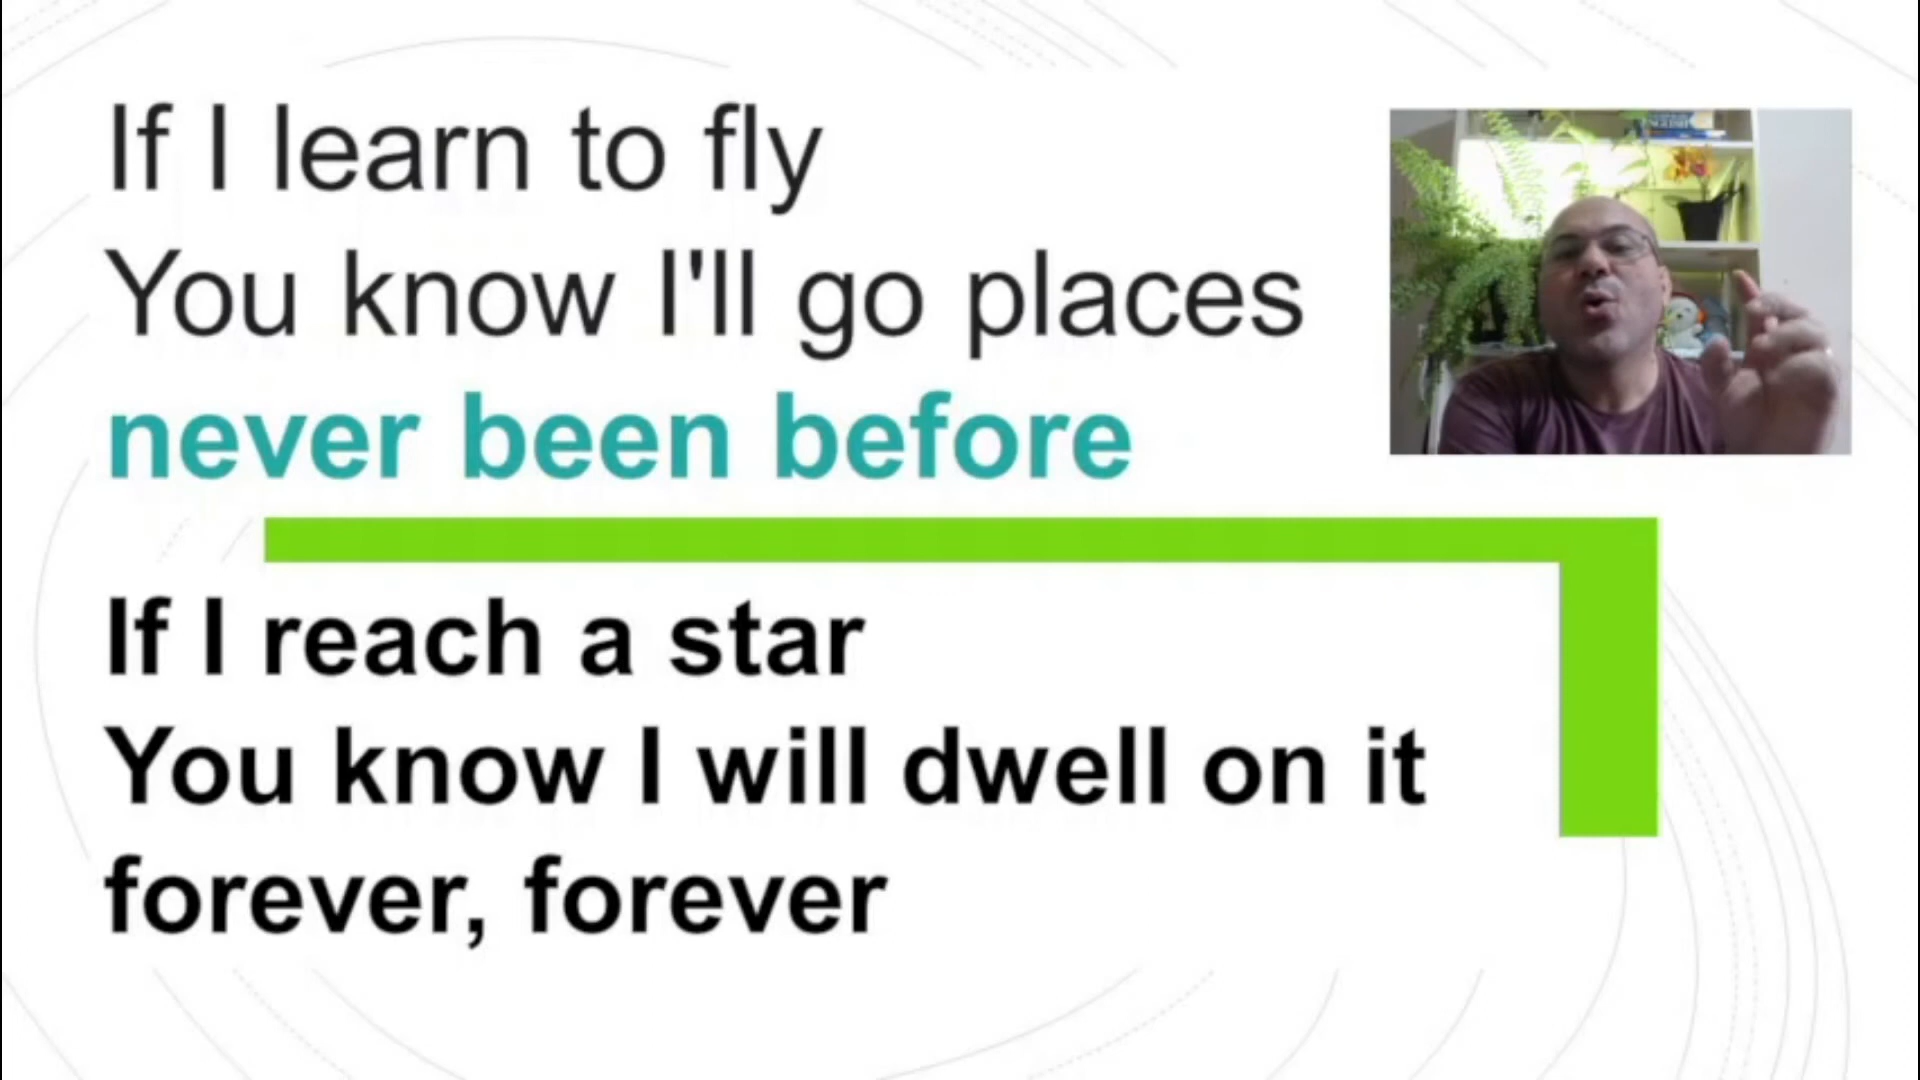 If I learn to fly
You know I'll go places
never been before
If I reach a star
You know I will dwell on it
forever, forever
ENGLISH